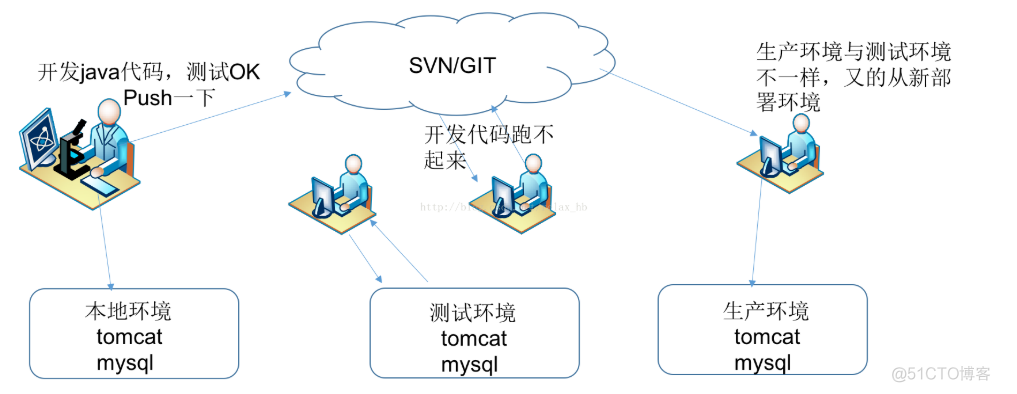 开发java代码，测试OK
Push一下
SVN/GIT
生产环境与测试环境
不一样，又的从新部
署环境
开发代码跑不
起来
本地环境
tomcat
mysql
测试环境
tomcat
mysql
生产环境
tomcat
mysql
@51CTO博客